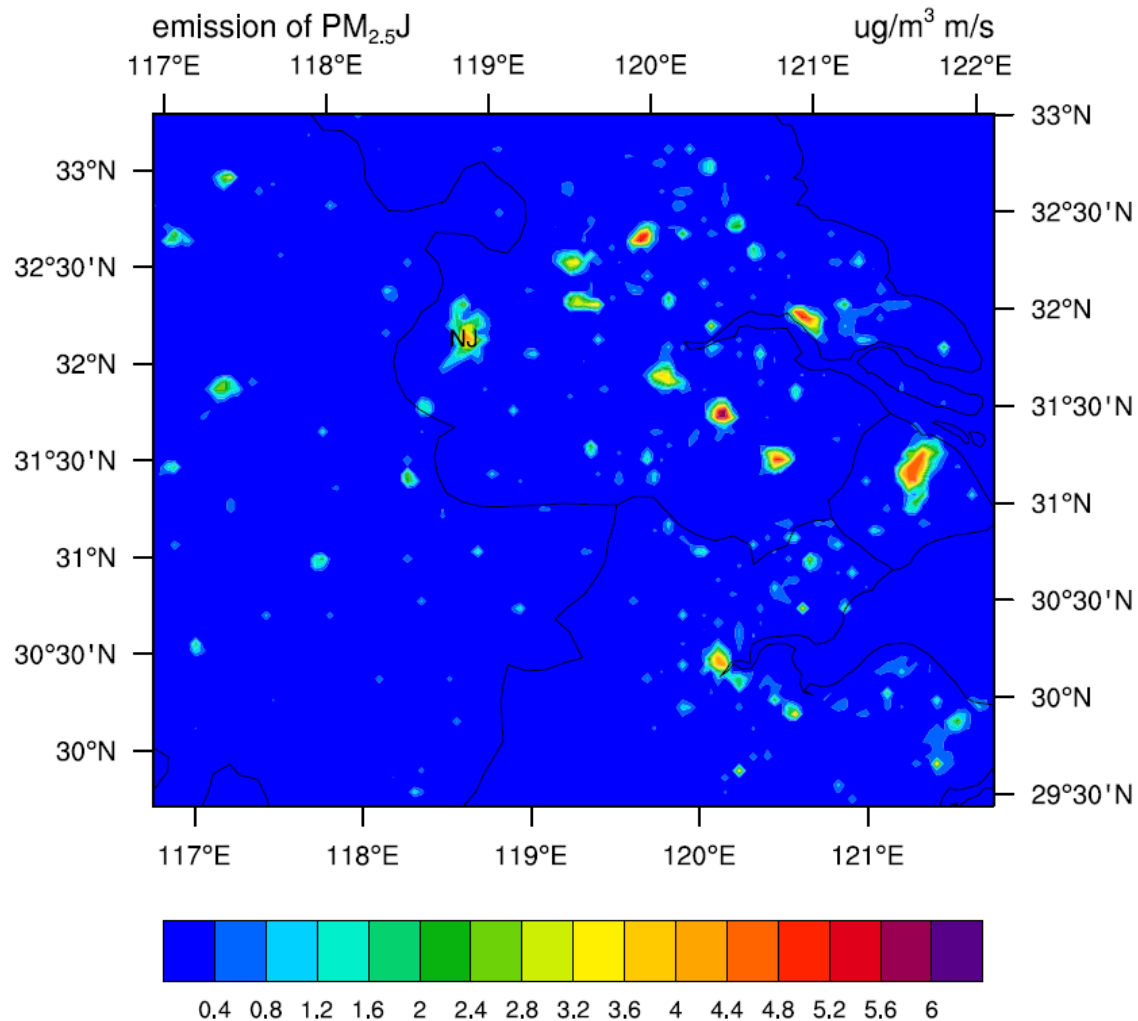 emission of PM2.5J ug/m³ m/s
117°E 118°E 119°E 120°E 121°E 122°E
33°N
33°N
32°30'N
32°30'N
32°N
NJ
32°N
31°30'N
31°30'N
31°N
31°N
30°30'N
30°30'N
30°N
30°N
29°30'N
117°E 118°E 119°E 120°E 121°E
0.4 0.8 1.2 1.6 2 2.4 2.8 3.2 3.6 4 4.4 4.8 5.2 5.6 6